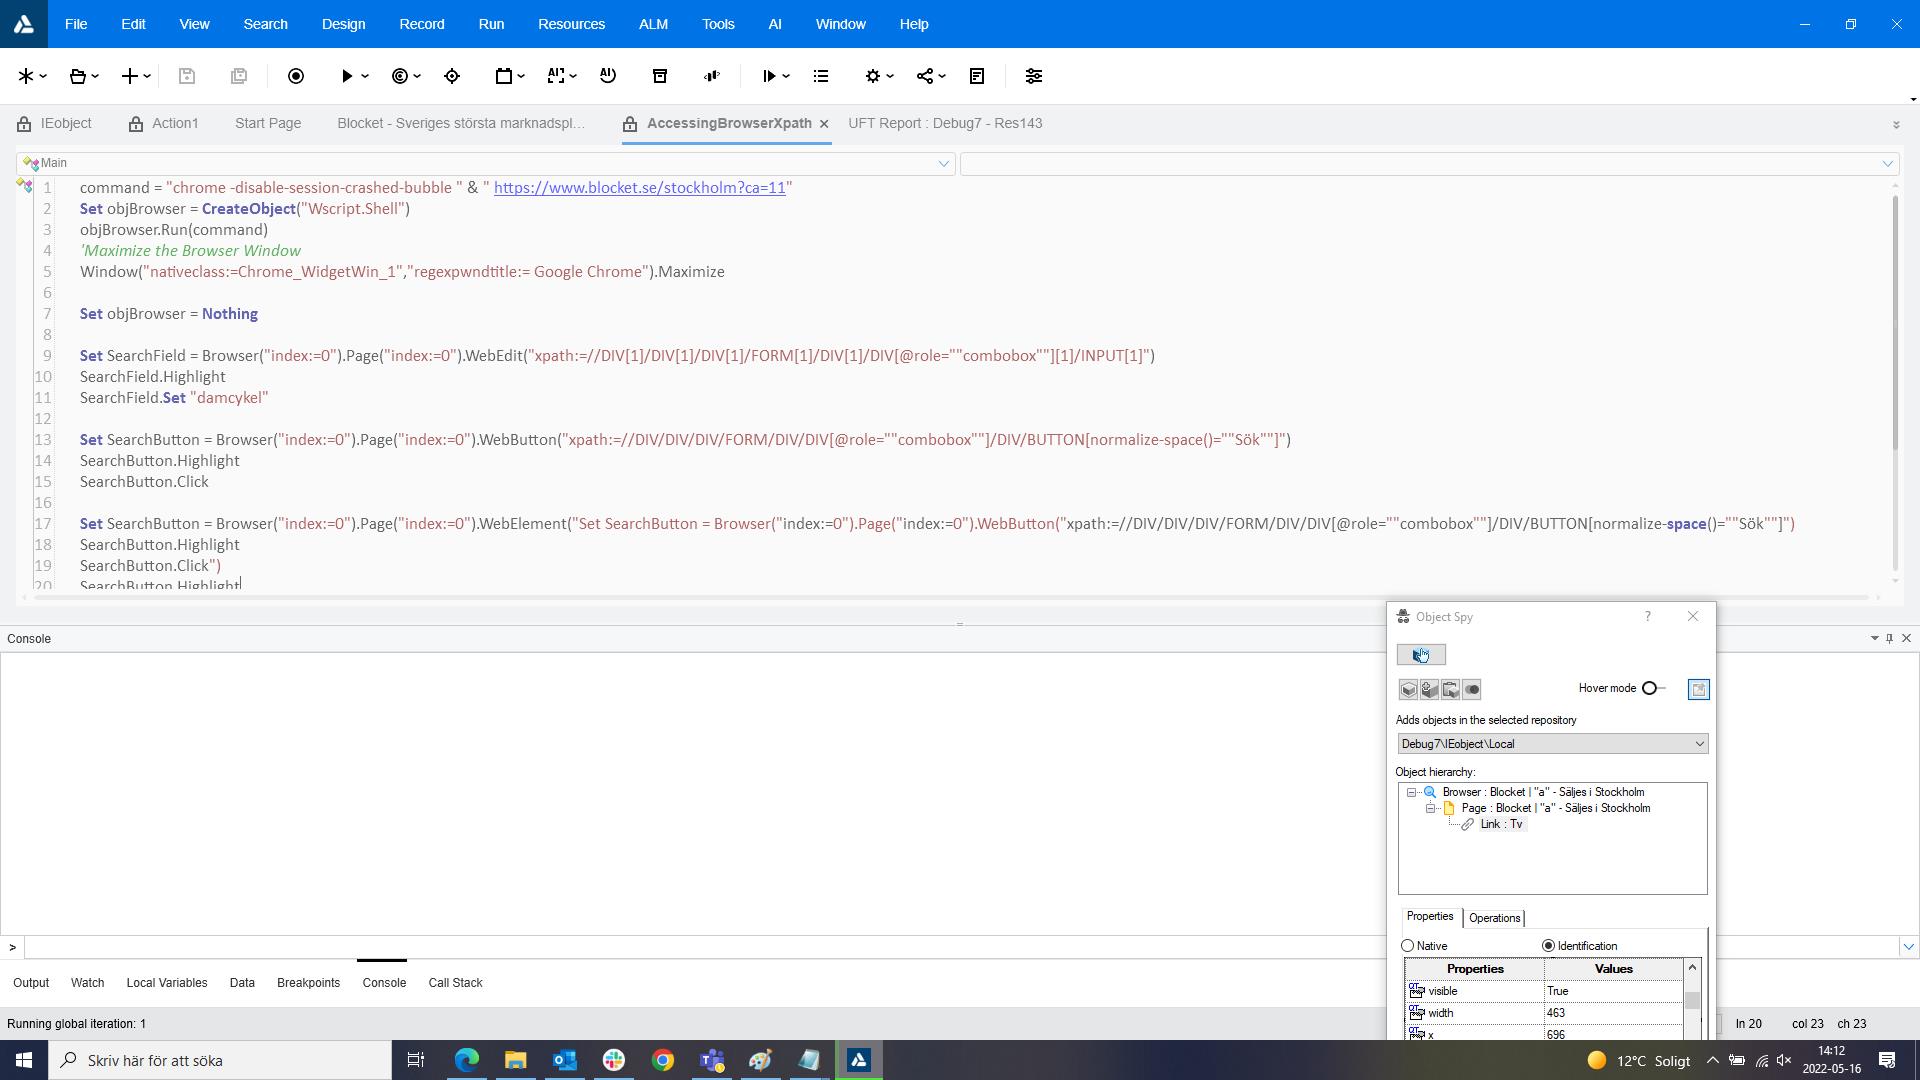 File Edit View Search Design Record Run Resources ALM Tools AI Window Help
IEobject Action1 Start Page Blocket - Sveriges största marknadspl... AccessingBrowserXpath UFT Report : Debug7 - Res143
Main
1 command = "chrome -disable-session-crashed-bubble " & " https://www.blocket.se/stockholm?ca=11"
2 Set objBrowser = CreateObject("Wscript.Shell")
3 objBrowser.Run(command)
4 'Maximize the Browser Window
5 Window("nativeclass:=Chrome_WidgetWin_1","regexpwndtitle:= Google Chrome").Maximize
6
7 Set objBrowser = Nothing
8
9 Set SearchField = Browser("index:=0").Page("index:=0").WebEdit("xpath:=//DIV[1]/DIV[1]/DIV[1]/FORM[1]/DIV[1]/DIV[@role=""combobox""][1]/INPUT[1]")
10 SearchField.Highlight
11 SearchField.Set "damcykel"
12
13 Set SearchButton = Browser("index:=0").Page("index:=0").WebButton("xpath:=//DIV/DIV/DIV/FORM/DIV/DIV[@role=""combobox""]/DIV/BUTTON[normalize-space()=""Sök""]")
14 SearchButton.Highlight
15 SearchButton.Click
16
17 Set SearchButton = Browser("index:=0").Page("index:=0").WebElement("Set SearchButton = Browser("index:=0").Page("index:=0").WebButton("xpath:=//DIV/DIV/DIV/FORM/DIV/DIV[@role=""combobox""]/DIV/BUTTON[normalize-space()=""Sök""]")
18 SearchButton.Highlight
19 SearchButton.Click")
20 SearchButton.Highlight
Console
Object Spy
?
Hover mode
Adds objects in the selected repository
Debug7\IEobject\Local
Object hierarchy:
Browser : Blocket | "a" - Säljes i Stockholm
Page : Blocket | "a" - Säljes i Stockholm
Link : Tv
Properties Operations
Native Identification
Properties Values
visible True
width 463
x 696
>
Output Watch Local Variables Data Breakpoints Console Call Stack
Running global iteration: 1
ln 20 col 23 ch 23
Skriv här för att söka
12°C Soligt
14:12
2022-05-16